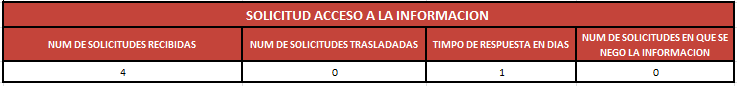 SOLICITUD ACCESO A LA INFORMACION
NUM DE SOLICITUDES RECIBIDAS
NUM DE SOLICITUDES TRASLADADAS
TIMPO DE RESPUESTA EN DIAS
NUM DE SOLICITUDES EN QUE SE
NEGO LA INFORMACION
4
0
1
0